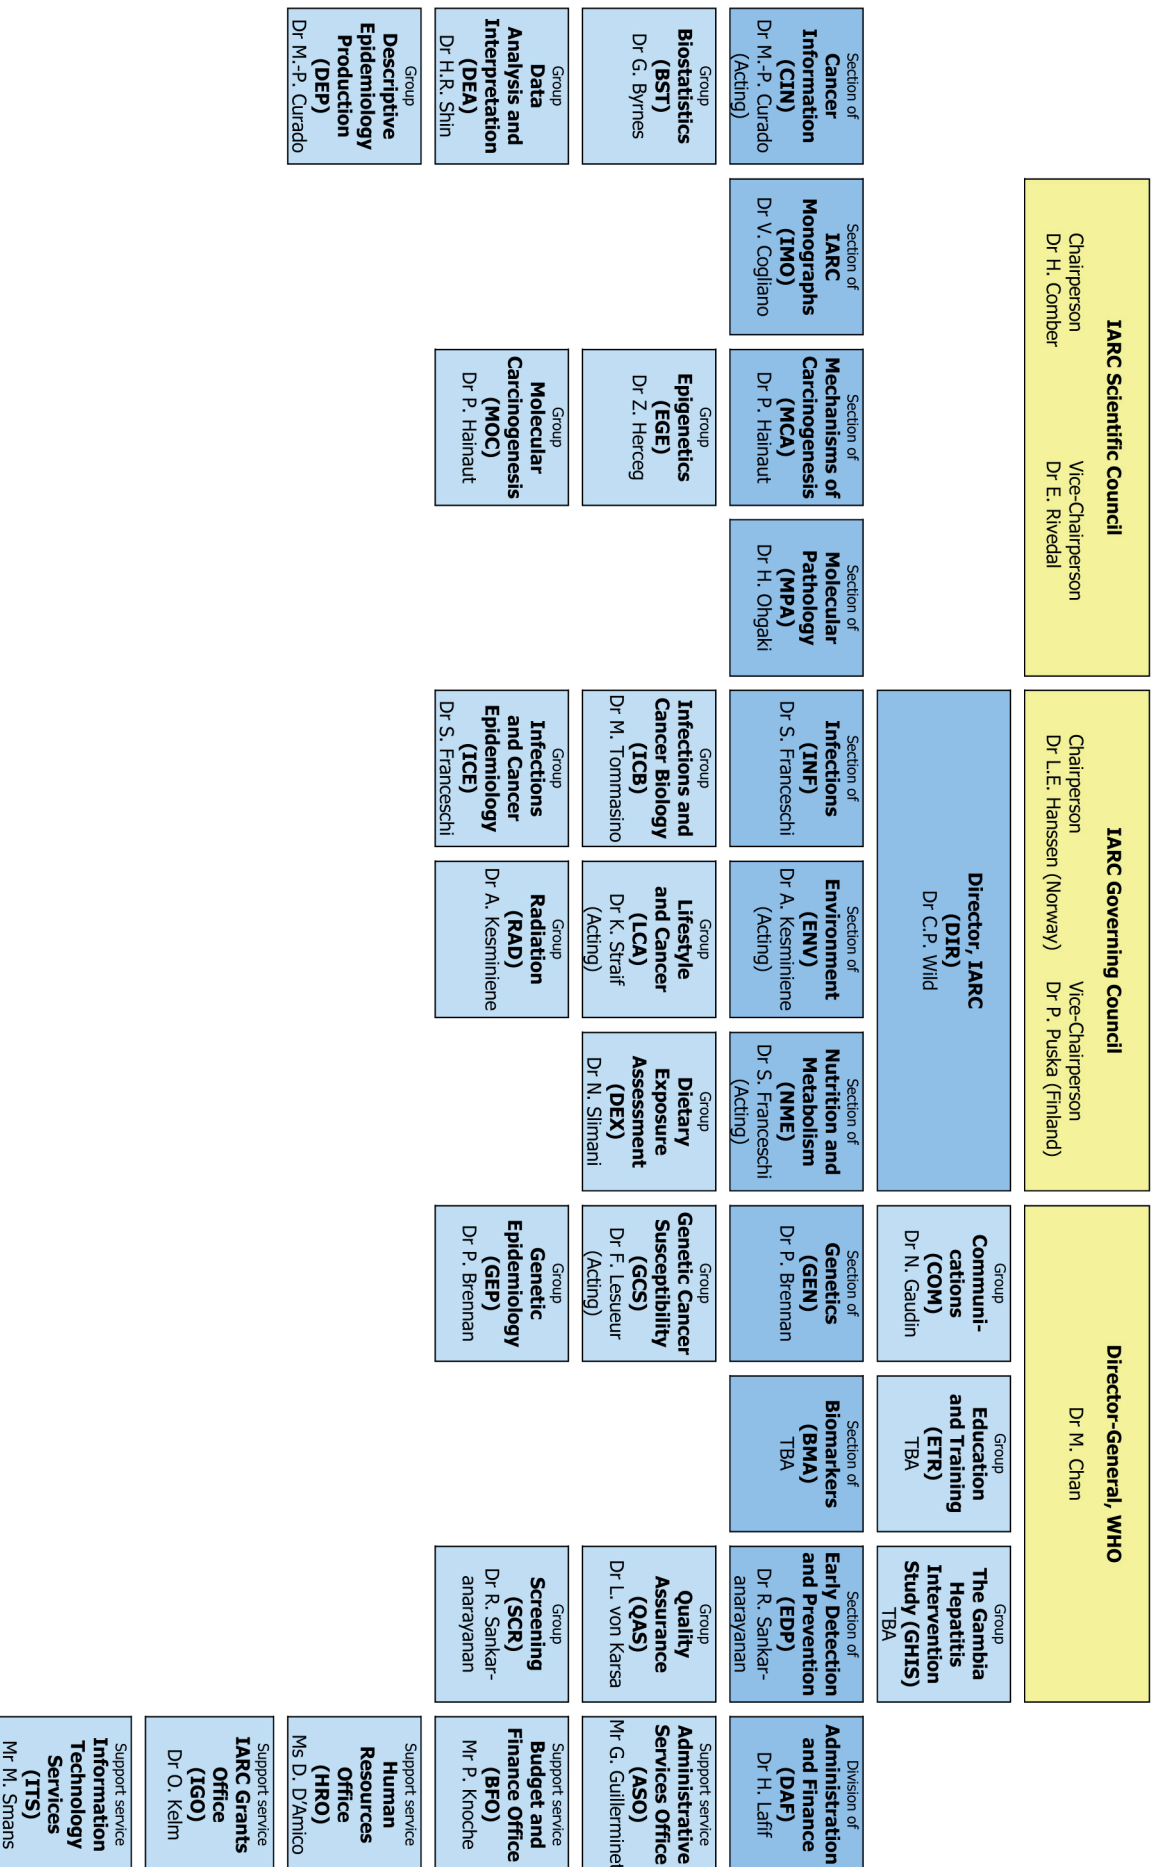 IARC Scientific Council
Chairperson
Dr H. Comber
Vice-Chairperson
Dr E. Rivedal
IARC Governing Council
Chairperson
Dr L.E. Hanssen (Norway)
Vice-Chairperson
Dr P. Puska (Finland)
Director-General, WHO
Dr M. Chan
Director, IARC
(DIR)
Dr C.P. Wild
Group
Communi-
cations
(COM)
Dr N. Gaudin
Group
Education
and Training
(ETR)
TBA
Group
The Gambia
Hepatitis
Intervention
Study (GHIS)
TBA
Section of
Cancer
Information
(CIN)
Dr M.-P. Curado
(Acting)
Section of
IARC
Monographs
(IMO)
Dr V. Cogliano
Section of
Mechanisms of
Carcinogenesis
(MCA)
Dr P. Hainaut
Section of
Molecular
Pathology
(MPA)
Dr H. Ohgaki
Section of
Infections
(INF)
Dr S. Franceschi
Section of
Environment
(ENV)
Dr A. Kesminiene
(Acting)
Section of
Nutrition and
Metabolism
(NME)
Dr S. Franceschi
(Acting)
Section of
Genetics
(GEN)
Dr P. Brennan
Section of
Biomarkers
(BMA)
TBA
Section of
Early Detection
and Prevention
(EDP)
Dr R. Sankar-
anarayanan
Division of
Administration
and Finance
(DAF)
Dr H. Lafif
Group
Biostatistics
(BST)
Dr G. Byrnes
Group
Epigenetics
(EGE)
Dr Z. Herceg
Group
Infections and
Cancer Biology
(ICB)
Dr M. Tommasino
Group
Lifestyle
and Cancer
(LCA)
Dr K. Straif
(Acting)
Group
Dietary
Exposure
Assessment
(DEX)
Dr N. Slimani
Group
Genetic Cancer
Susceptibility
(GCS)
Dr F. Lesueur
(Acting)
Group
Quality
Assurance
(QAS)
Dr L. von Karsa
Support service
Administrative
Services Office
(ASO)
Mr G. Guillerminet
Group
Data
Analysis and
Interpretation
(DEA)
Dr H.R. Shin
Group
Molecular
Carcinogenesis
(MOC)
Dr P. Hainaut
Group
Infections
and Cancer
Epidemiology
(ICE)
Dr S. Franceschi
Group
Radiation
(RAD)
Dr A. Kesminiene
Group
Genetic
Epidemiology
(GEP)
Dr P. Brennan
Group
Screening
(SCR)
Dr R. Sankar-
anarayanan
Support service
Budget and
Finance Office
(BFO)
Mr P. Knoche
Group
Descriptive
Epidemiology
Production
(DEP)
Dr M.-P. Curado
Support service
Human
Resources
Office
(HRO)
Ms D. D'Amico
Support service
IARC Grants
Office
(IGO)
Dr O. Kelm
Support service
Information
Technology
Services
(ITS)
Mr M. Smans